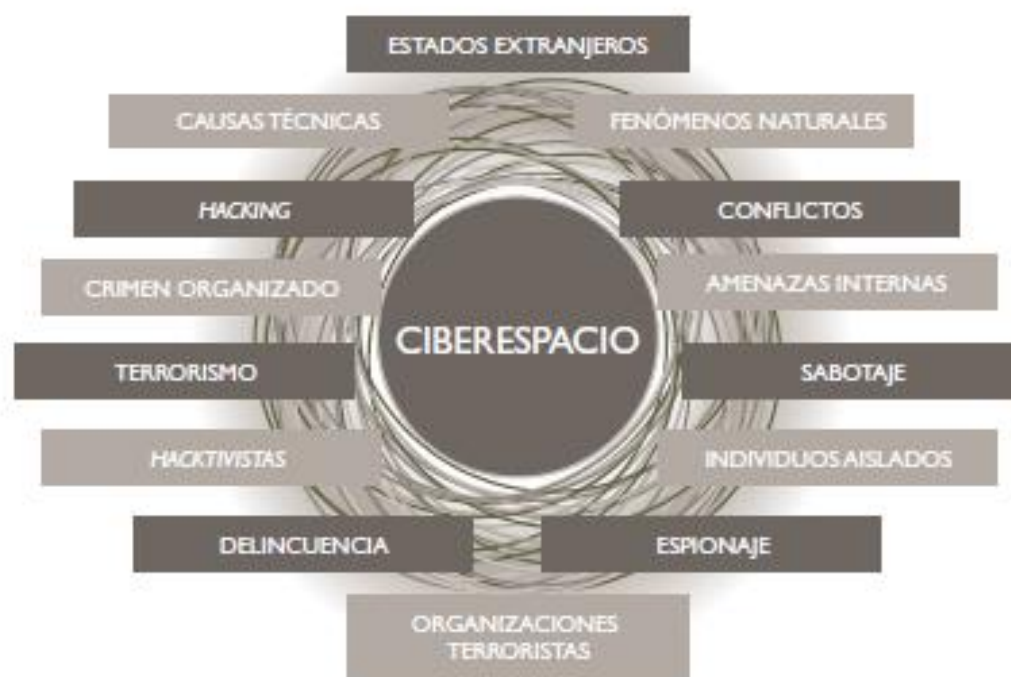 ESTADOS EXTRANJEROS
CAUSAS TÉCNICAS
FENÓMENOS NATURALES
HACKING
CONFLICTOS
CRIMEN ORGANIZADO
AMENAZAS INTERNAS
CIBERESPACIO
TERRORISMO
SABOTAJE
HACKTIVISTAS
INDIVIDUOS AISLADOS
DELINCUENCIA
ESPIONAJE
ORGANIZACIONES
TERRORISTAS